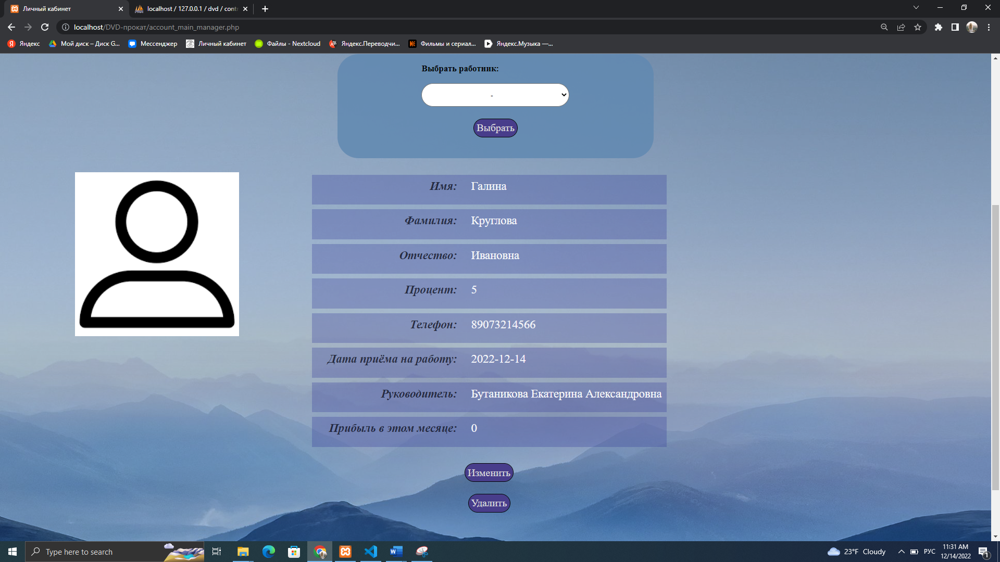 Личный кабинет
localhost / 127.0.0.1 / dvd / contr
localhost/DVD-прокат/account_main_manager.php
Яндекс
Мой диск – Диск G...
Мессенджер
Личный кабинет
Файлы - Nextcloud
Яндекс.Переводчи...
Фильмы и сериал...
Яндекс.Музыка —...
Выбрать работник:
-
Выбрать
Имя: Галина
Фамилия: Круглова
Отчество: Ивановна
Процент: 5
Телефон: 89073214566
Дата приёма на работу: 2022-12-14
Руководитель: Бутаникова Екатерина Александровна
Прибыль в этом месяце: 0
Изменить
Удалить
Type here to search
23°F Cloudy
РУС
11:31 AM
12/14/2022
1